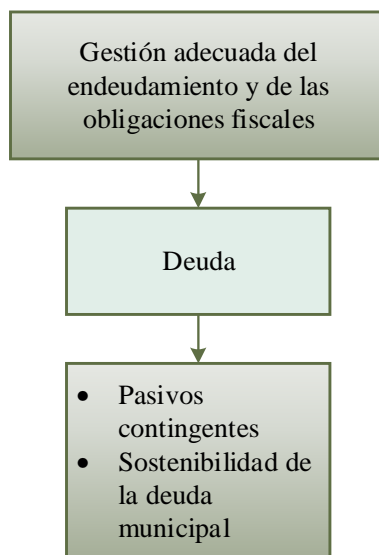 Gestión adecuada del
endeudamiento y de las
obligaciones fiscales
Deuda
• Pasivos
contingentes
• Sostenibilidad de
la deuda
municipal